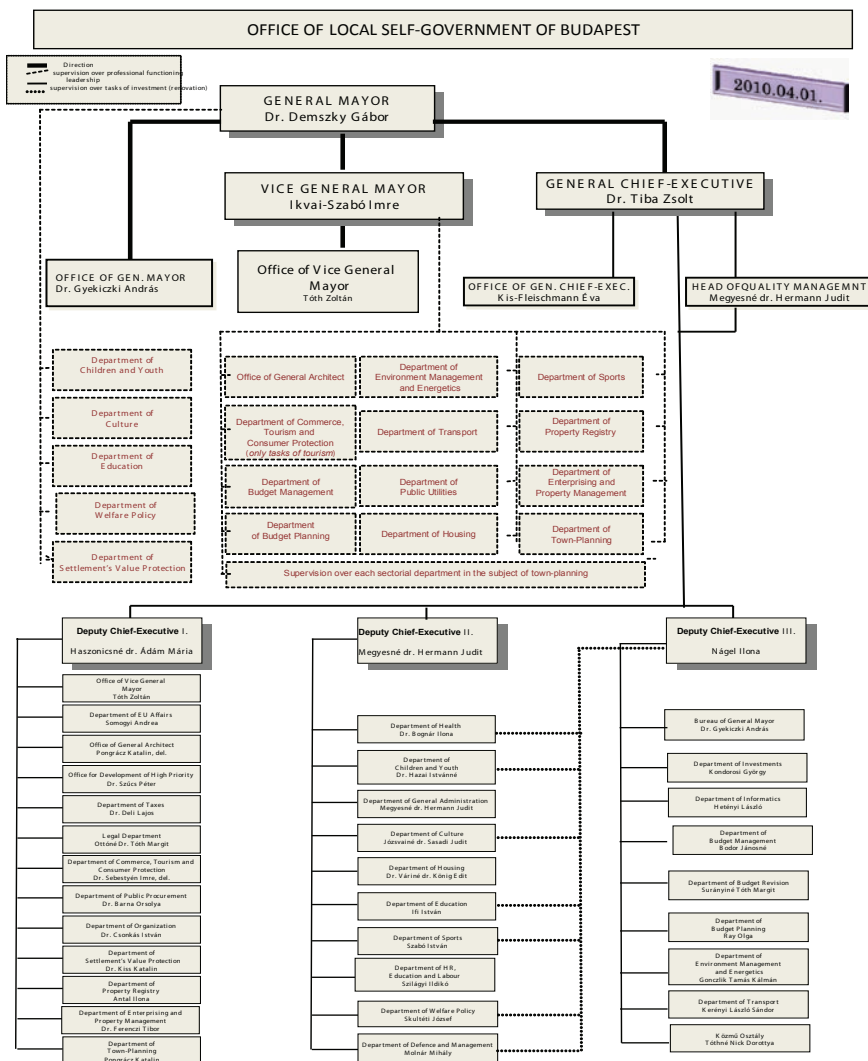 OFFICE OF LOCAL SELF-GOVERNMENT OF BUDAPEST
Direction
supervision over professional functioning
leadership
supervision over tasks of investment (renovation)
2010.04.01.
GENERAL MAYOR
Dr. Demszky Gábor
VICE GENERAL MAYOR
Ikvai-Szabó Imre
GENERAL CHIEF-EXECUTIVE
Dr. Tiba Zsolt
OFFICE OF GEN. MAYOR
Dr. Gyekiczki András
Office of Vice General
Mayor
Tóth Zoltán
OFFICE OF GEN. CHIEF-EXEC.
Kis-Fleischmann Éva
HEAD OFQUALITY MANAGEMNT
Megyesné dr. Hermann Judit
Department of
Children and Youth
Department of
Culture
Department of
Education
Department of
Welfare Policy
Department of
Settlement's Value Protection
Office of General Architect
Department of
Environment Management
and Energetics
Department of Sports
Department of Commerce,
Tourism and
Consumer Protection
(only tasks of tourism)
Department of Transport
Department of
Property Registry
Department of
Budget Management
Department of
Public Utilities
Department of
Enterprising and
Property Management
Department
of Budget Planning
Department of Housing
Department of
Town-Planning
Supervision over each sectorial department in the subject of town-planning
Deputy Chief-Executive I.
Haszonicsné dr. Ádám Mária
Deputy Chief-Executive II.
Megyesné dr. Hermann Judit
Deputy Chief-Executive III.
Nágel Ilona
Office of Vice General
Mayor
Tóth Zoltán
Department of EU Affairs
Somogyi Andrea
Office of General Architect
Pongrácz Katalin, del.
Office for Development of High Priority
Dr. Szűcs Péter
Department of Taxes
Dr. Deli Lajos
Legal Department
Ottóné Dr. Tóth Margit
Department of Commerce, Tourism and
Consumer Protection
Dr. Sebestyén Imre, del.
Department of Public Procurement
Dr. Barna Orsolya
Department of Organization
Dr. Csonkás István
Department of
Settlement's Value Protection
Dr. Kiss Katalin
Department of
Property Registry
Antal Ilona
Department of Enterprising and
Property Management
Dr. Ferenczi Tibor
Department of
Town-Planning
Pongrácz Katalin
Department of Health
Dr. Bognár Ilona
Department of
Children and Youth
Dr. Hazai Istvánné
Department of General Administration
Megyesné dr. Hermann Judit
Department of Culture
Józsvainé dr. Sasadi Judit
Department of Housing
Dr. Váriné dr. König Edit
Department of Education
Ifi István
Department of Sports
Szabó István
Department of HR,
Education and Labour
Szilágyi Ildikó
Department of Welfare Policy
Skultéti József
Department of Defence and Management
Molnár Mihály
Bureau of General Mayor
Dr. Gyekiczki András
Department of Investments
Kondorosi György
Department of Informatics
Hetényi László
Department of
Budget Management
Bodor Jánosné
Department of Budget Revision
Surányiné Tóth Margit
Department of
Budget Planning
Ray Olga
Department of
Environment Management
and Energetics
Gonczlik Tamás Kálmán
Department of Transport
Kerényi László Sándor
Közmű Osztály
Tóthné Nick Dorottya